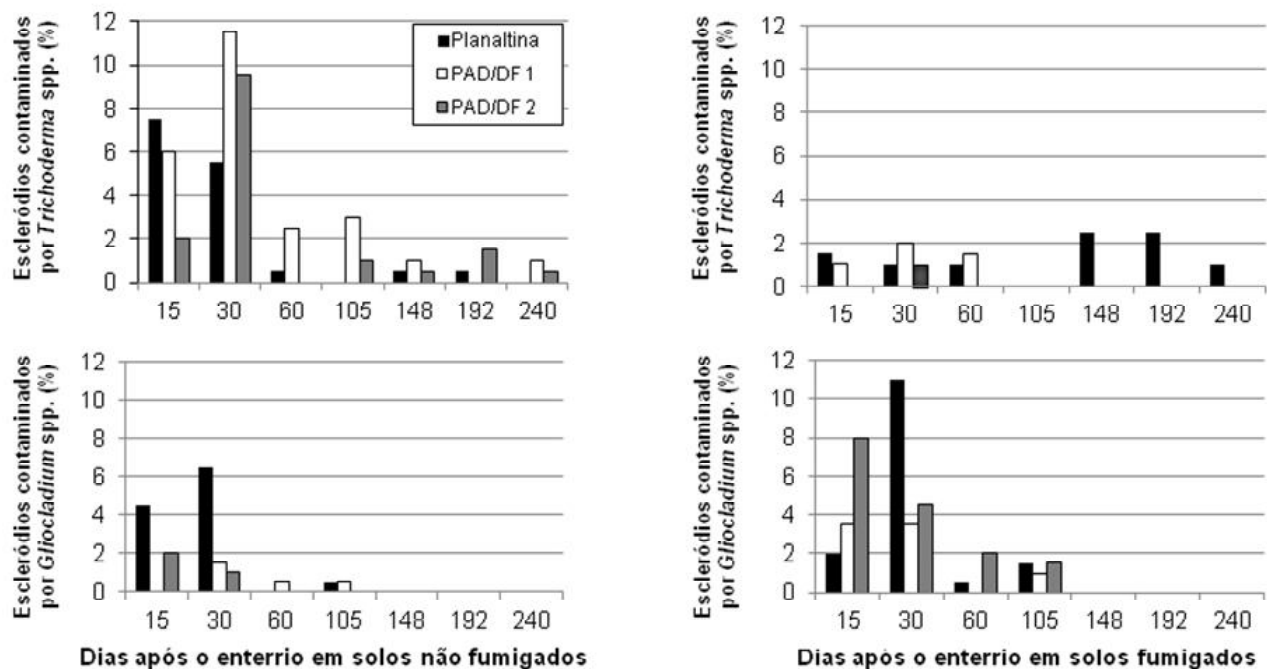 Escleródios contaminados
por Trichoderma spp. (%)
12
10
8
6
4
2
0
Planaltina
PAD/DF 1
PAD/DF 2
15 30 60 105 148 192 240
Escleródios contaminados
por Trichoderma spp. (%)
12
10
8
6
4
2
0
15 30 60 105 148 192 240
Escleródios contaminados
por Gliocladium spp. (%)
12
10
8
6
4
2
0
15 30 60 105 148 192 240
Dias após o enterrio em solos não fumigados
Escleródios contaminados
por Gliocladium spp. (%)
12
10
8
6
4
2
0
15 30 60 105 148 192 240
Dias após o enterrio em solos fumigados